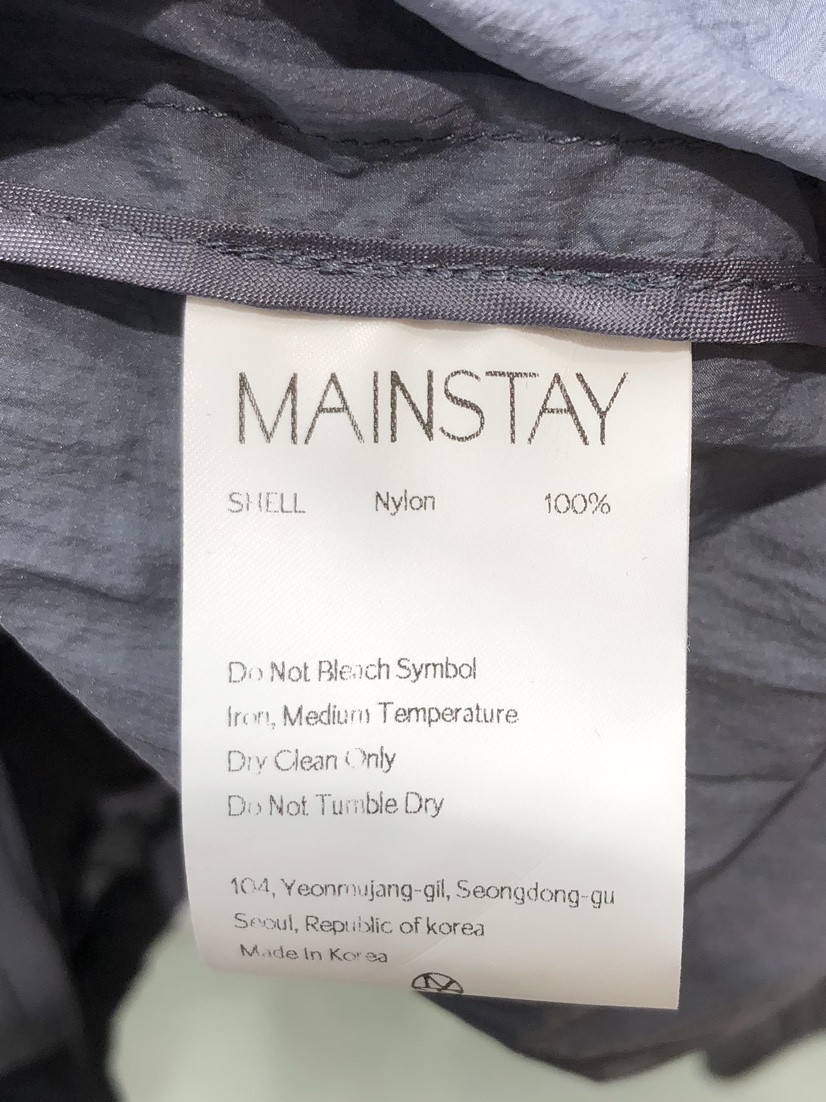 MAINSTAY
SHELL Nylon 100%
Do Not Bleach Symbol
Iron, Medium Temperature
Dry Clean Only
Do Not Tumble Dry
104, Yeonmujang-gil, Seongdong-gu
Seoul, Republic of korea
Made In Korea
M